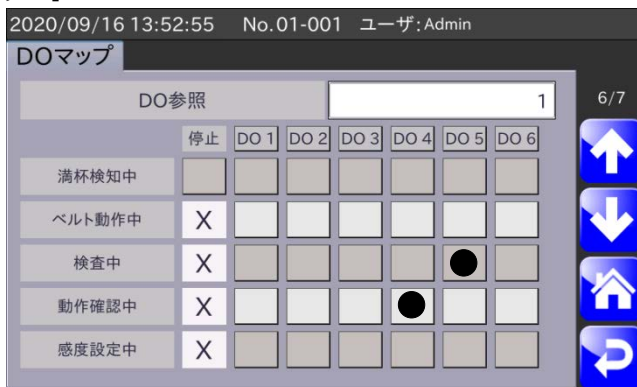 2020/09/16 13:52:55 No.01-001 ユーザ:Admin
DOマップ
DO参照 1 6/7
停止 DO 1 DO 2 DO 3 DO 4 DO 5 DO 6
満杯検知中
ベルト動作中 X
検査中 X ●
動作確認中 X ●
感度設定中 X